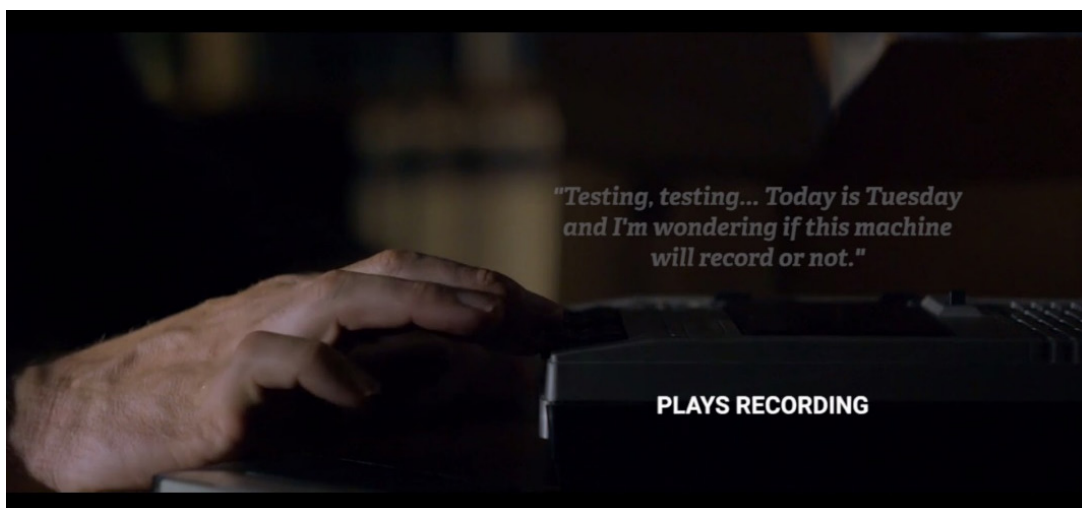 "Testing, testing... Today is Tuesday
and I'm wondering if this machine
will record or not."
PLAYS RECORDING